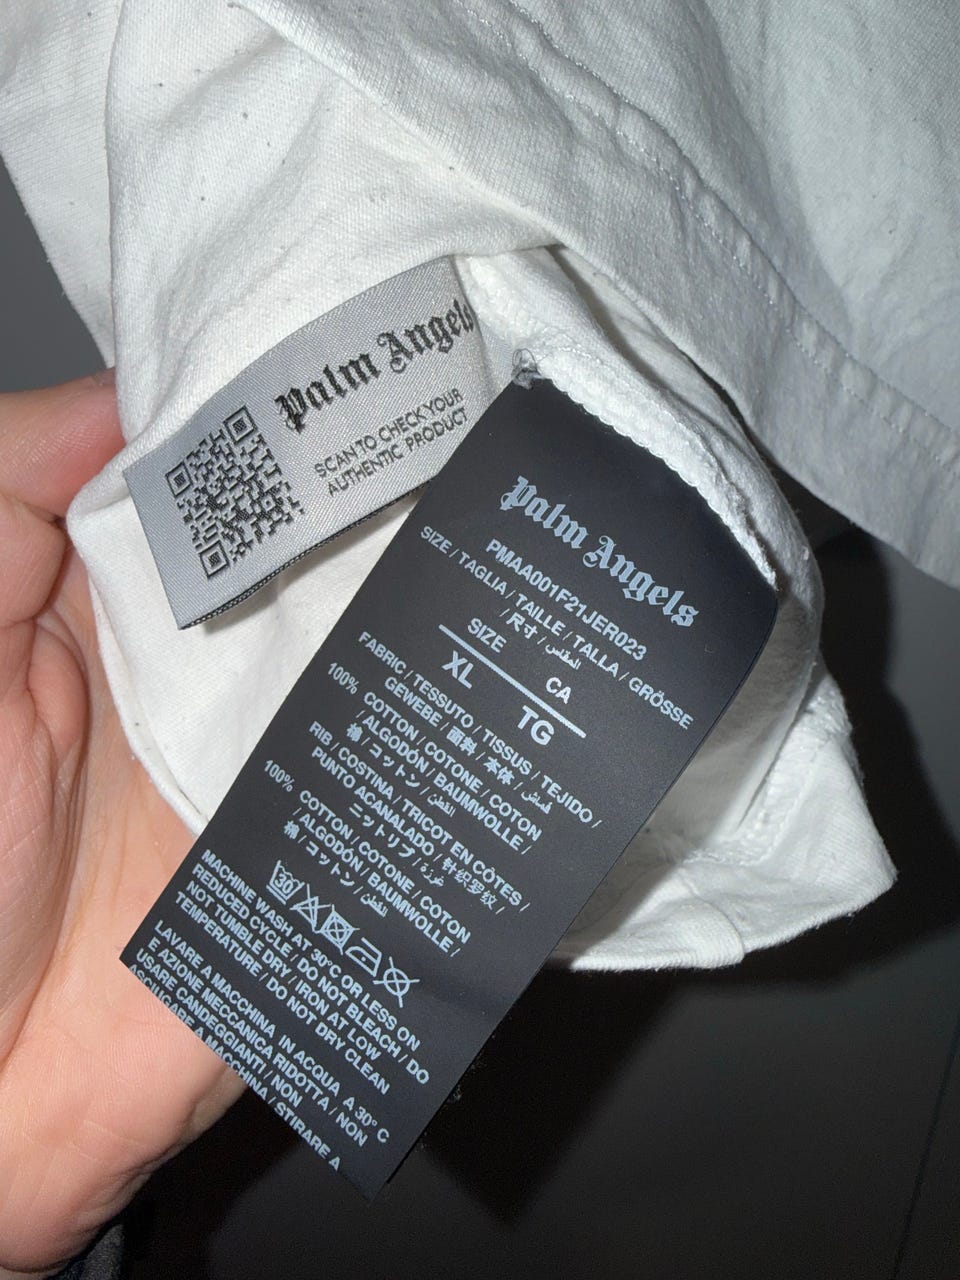 Palm Angels
SCAN TO CHECK YOUR
AUTHENTIC PRODUCT
Palm Angels
PMAA001F21JER023
SIZE / TAGLIA / TAILLE / TALLA / GRÖSSE
/ 尺寸 / المقاس
SIZE CA
XL TG
FABRIC / TESSUTO / TISSUS / TEJIDO /
GEWEBE / 面料 / 本体 / قماش
100% COTTON / COTONE / COTON
/ ALGODÓN / BAUMWOLLE /
棉 / コットン / القطن
RIB / COSTINA / TRICOT EN CÔTES /
PUNTO ACANALADO / 针织罗纹 /
ニットリブ / غرزة
100% COTTON / COTONE / COTON
/ ALGODÓN / BAUMWOLLE /
棉 / コットン / القطن
30
MACHINE WASH AT 30°C OR LESS ON
REDUCED CYCLE / DO NOT BLEACH / DO
NOT TUMBLE DRY / IRON AT LOW
TEMPERATURE / DO NOT DRY CLEAN
LAVARE A MACCHINA IN ACQUA A 30° C
E AZIONE MECCANICA RIDOTTA / NON
USARE CANDEGGIANTI / NON
ASCIUGARE A MACCHINA / STIRARE A